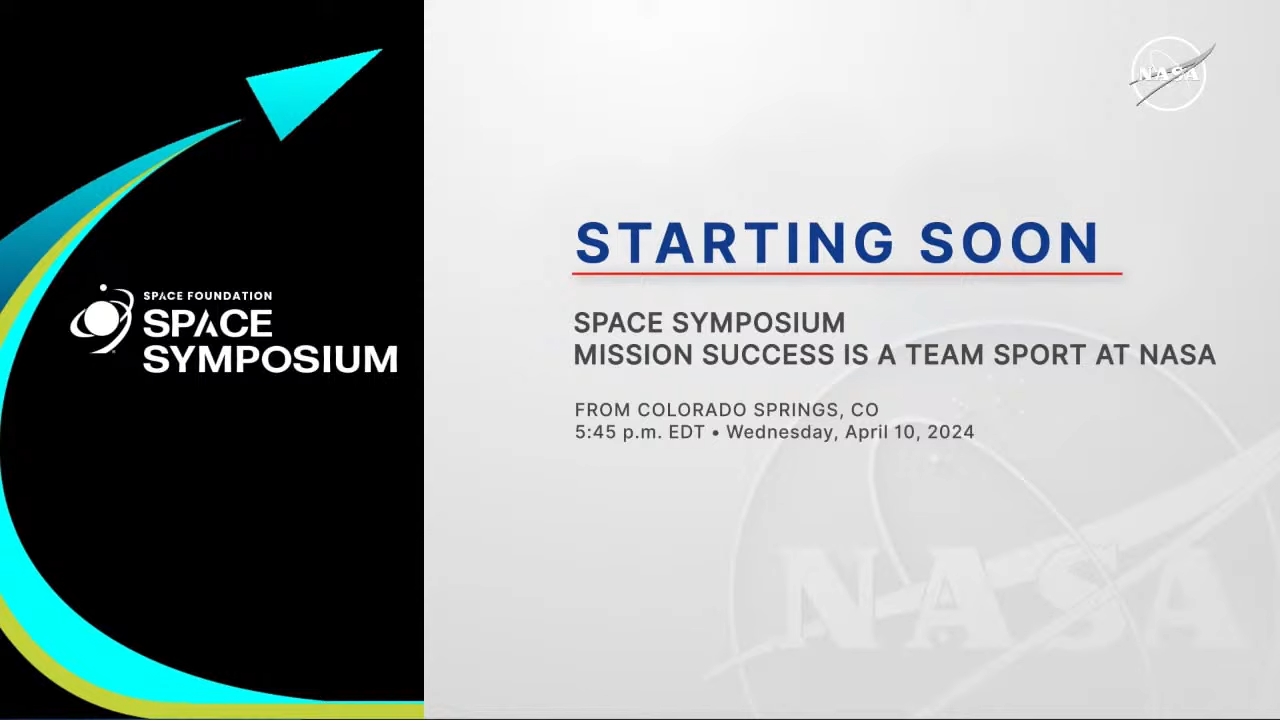 SPACE FOUNDATION
SPACE
SYMPOSIUM
NASA
STARTING SOON
SPACE SYMPOSIUM
MISSION SUCCESS IS A TEAM SPORT AT NASA
FROM COLORADO SPRINGS, CO
5:45 p.m. EDT • Wednesday, April 10, 2024
NASA